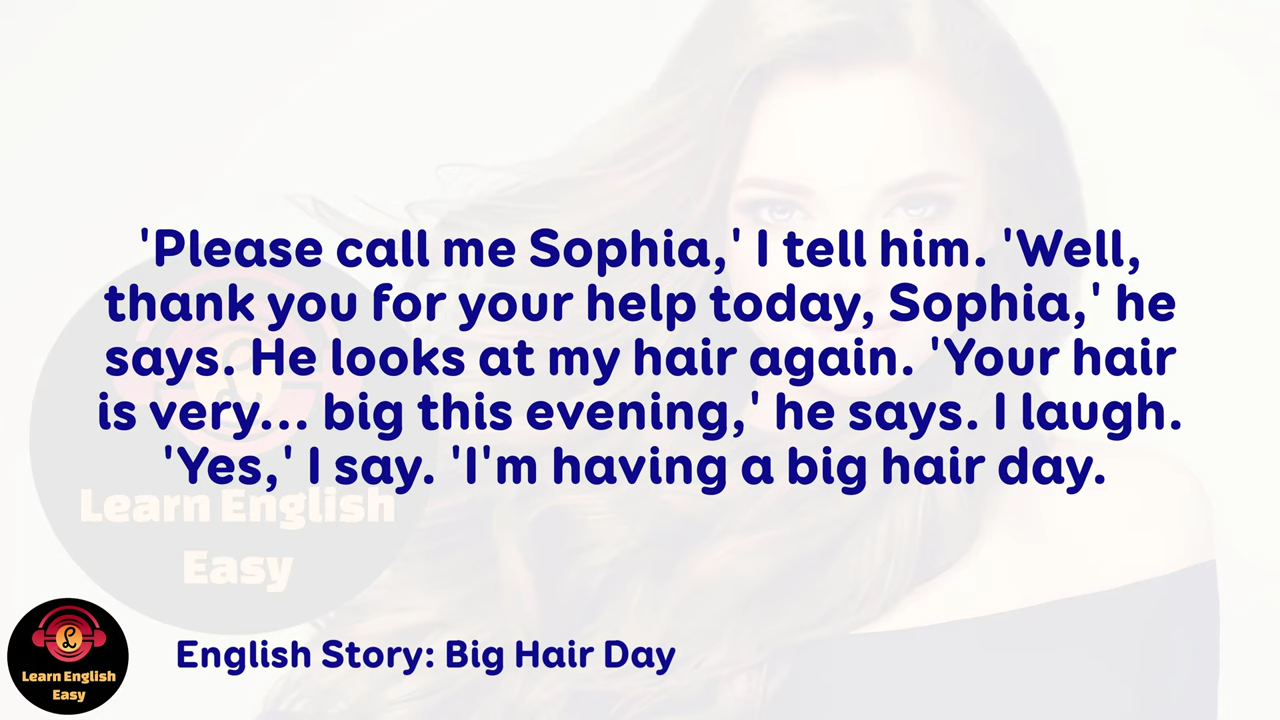 'Please call me Sophia,' I tell him. 'Well,
thank you for your help today, Sophia,' he
says. He looks at my hair again. 'Your hair
is very... big this evening,' he says. I laugh.
'Yes,' I say. 'I'm having a big hair day.
Learn English
Easy
L
Learn English
Easy
English Story: Big Hair Day